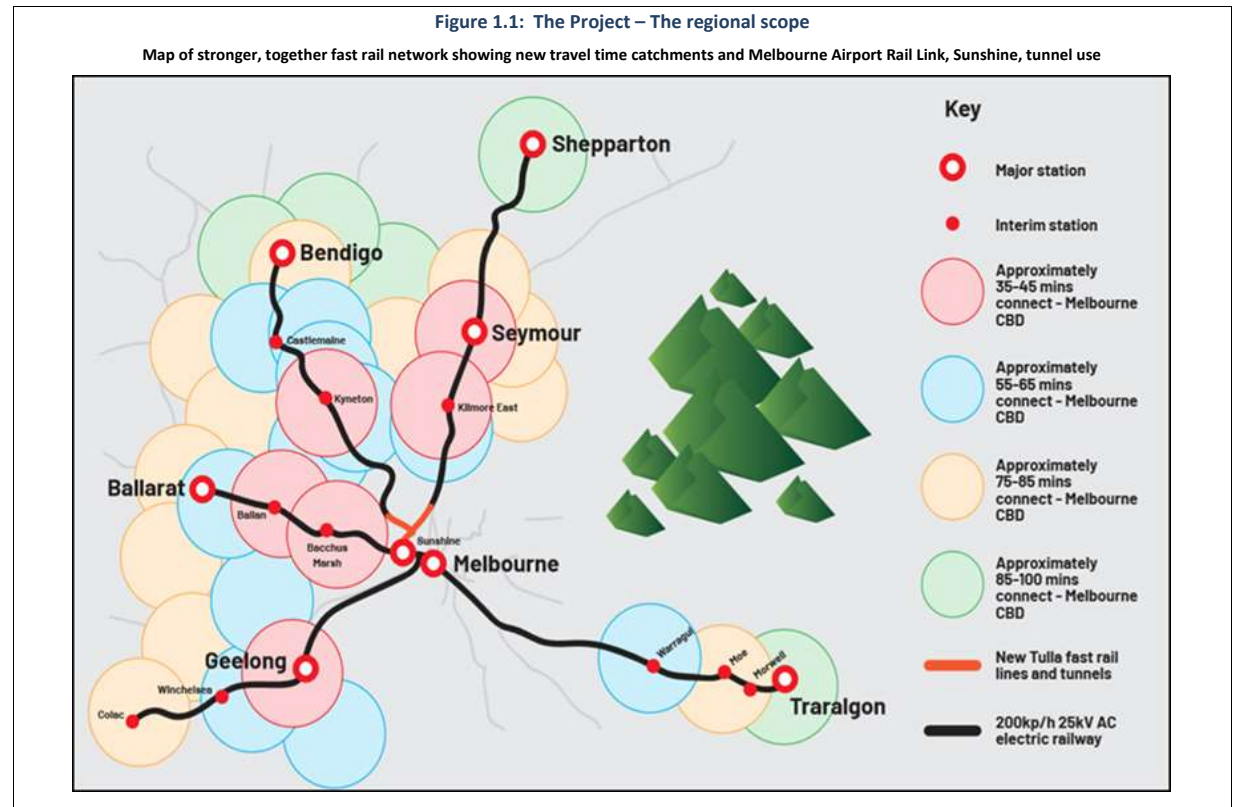 Figure 1.1: The Project – The regional scope
Map of stronger, together fast rail network showing new travel time catchments and Melbourne Airport Rail Link, Sunshine, tunnel use
Shepparton
Bendigo
Castlemaine
Seymour
Kyneton
Kilmore East
Ballarat
Ballan
Bacchus
Marsh
Sunshine
Melbourne
Geelong
Winchelsea
Colac
Warragul
Moe
Morwell
Traralgon
Key
Major station
Interim station
Approximately
35-45 mins
connect - Melbourne
CBD
Approximately
55-65 mins
connect - Melbourne
CBD
Approximately
75-85 mins
connect - Melbourne
CBD
Approximately
85-100 mins
connect - Melbourne
CBD
New Tulla fast rail
lines and tunnels
200kp/h 25kV AC
electric railway